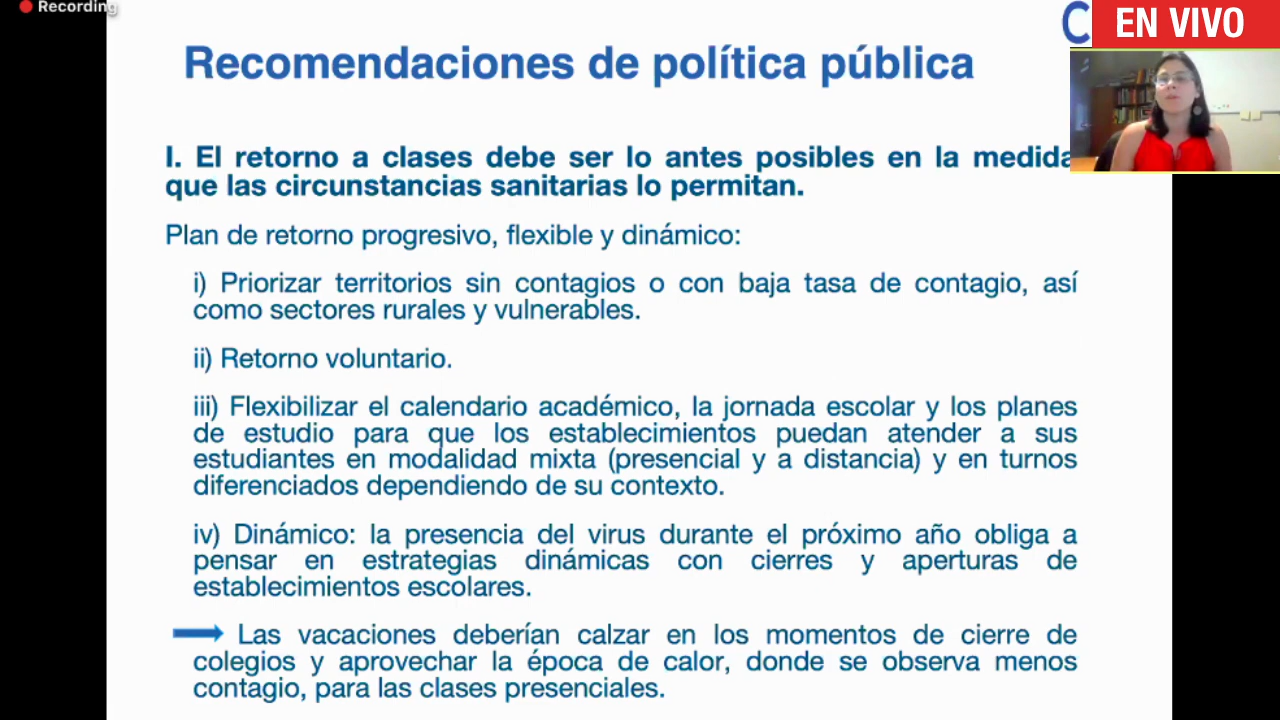 Recording
C
EN VIVO
Recomendaciones de política pública
I. El retorno a clases debe ser lo antes posibles en la medida
que las circunstancias sanitarias lo permitan.
Plan de retorno progresivo, flexible y dinámico:
i) Priorizar territorios sin contagios o con baja tasa de contagio, así
como sectores rurales y vulnerables.
ii) Retorno voluntario.
iii) Flexibilizar el calendario académico, la jornada escolar y los planes
de estudio para que los establecimientos puedan atender a sus
estudiantes en modalidad mixta (presencial y a distancia) y en turnos
diferenciados dependiendo de su contexto.
iv) Dinámico: la presencia del virus durante el próximo año obliga a
pensar en estrategias dinámicas con cierres y aperturas de
establecimientos escolares.
Las vacaciones deberían calzar en los momentos de cierre de
colegios y aprovechar la época de calor, donde se observa menos
contagio, para las clases presenciales.